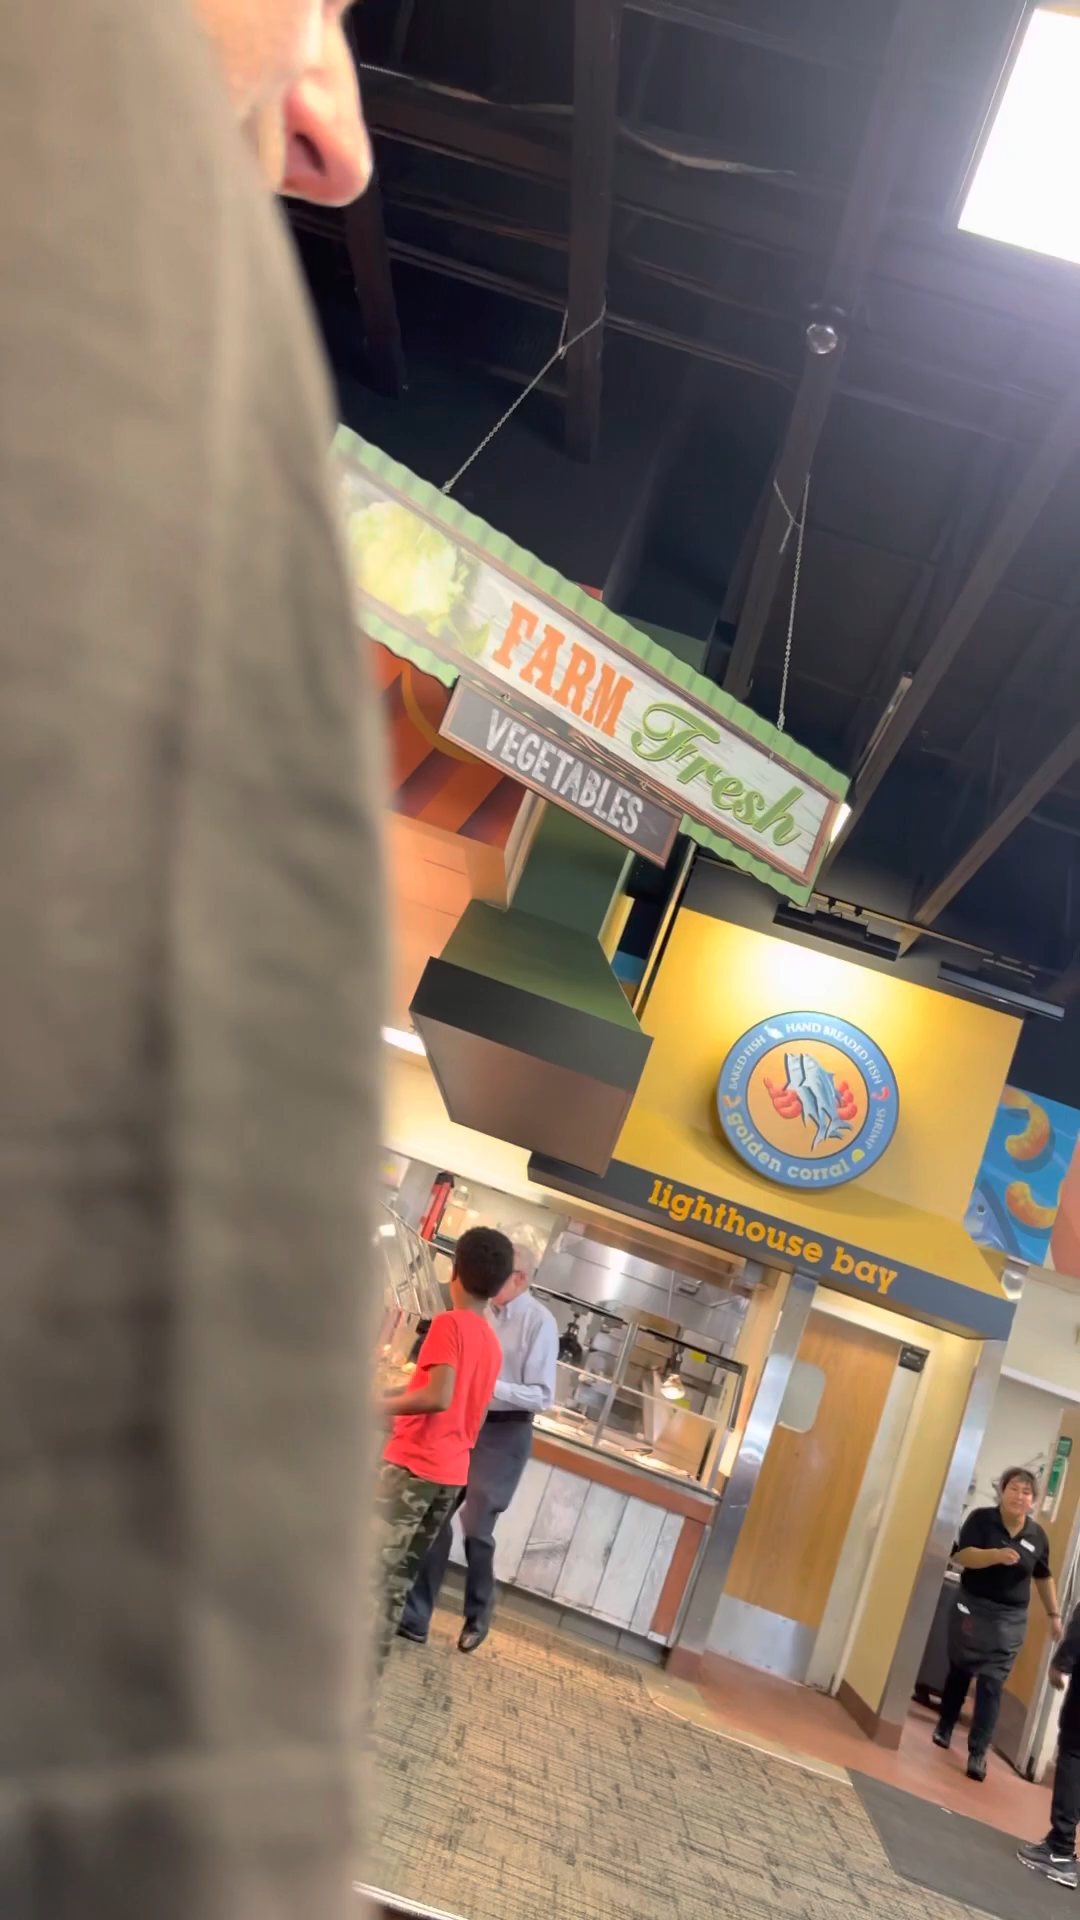 FARM Fresh
VEGETABLES
BAKED FISH HAND BREADED FISH SHRIMP
golden corral
lighthouse bay